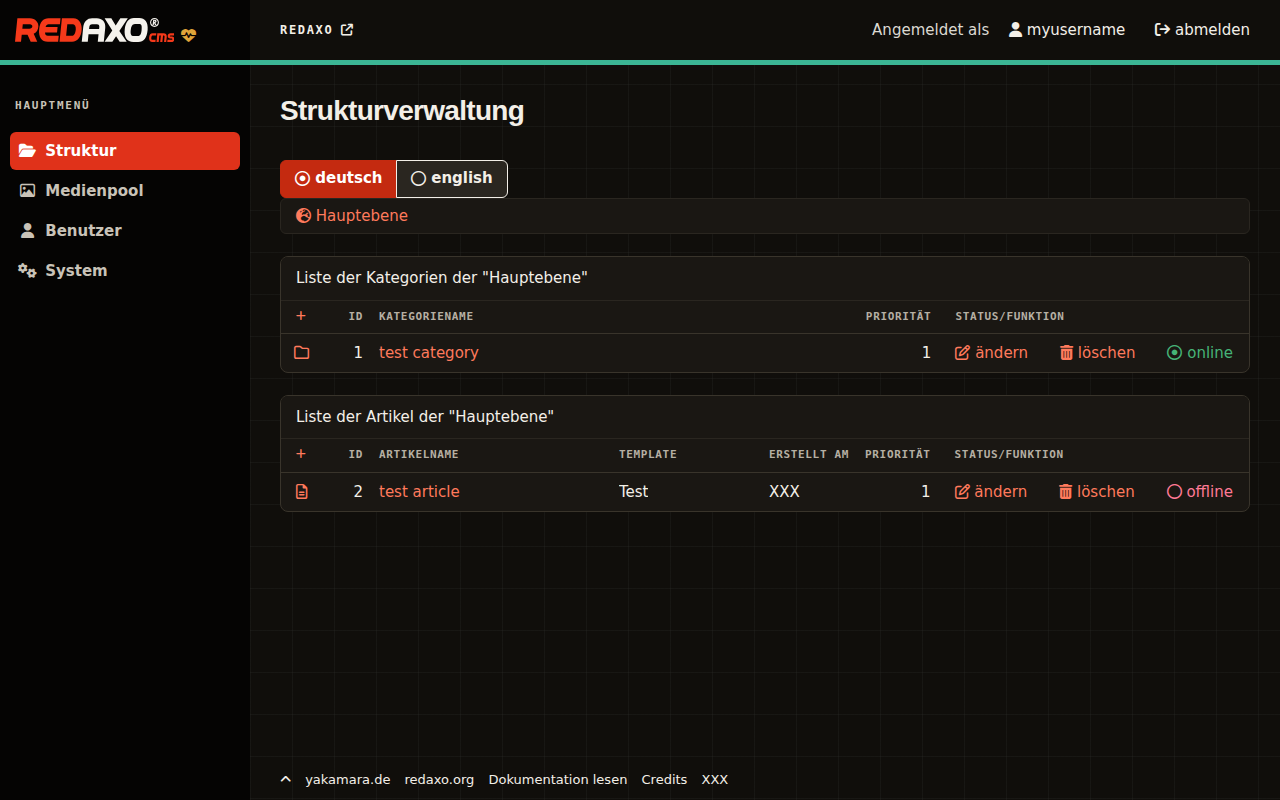 REDAXO® cms
REDAXO
Angemeldet als myusername abmelden
HAUPTMENÜ
Struktur
Medienpool
Benutzer
System
Strukturverwaltung
deutsch english
Hauptebene
Liste der Kategorien der "Hauptebene"
+ ID KATEGORIENAME PRIORITÄT STATUS/FUNKTION
1 test category 1 ändern löschen online
Liste der Artikel der "Hauptebene"
+ ID ARTIKELNAME TEMPLATE ERSTELLT AM PRIORITÄT STATUS/FUNKTION
2 test article Test XXX 1 ändern löschen offline
yakamara.de redaxo.org Dokumentation lesen Credits XXX